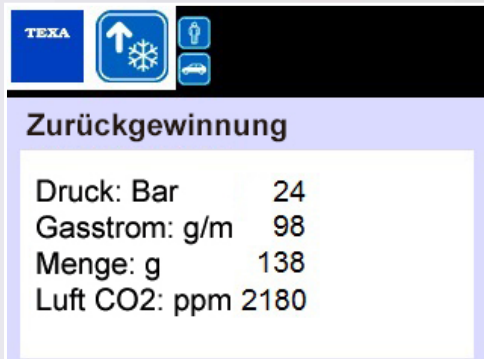 TEXA
Zurückgewinnung
Druck: Bar 24
Gasstrom: g/m 98
Menge: g 138
Luft CO2: ppm 2180